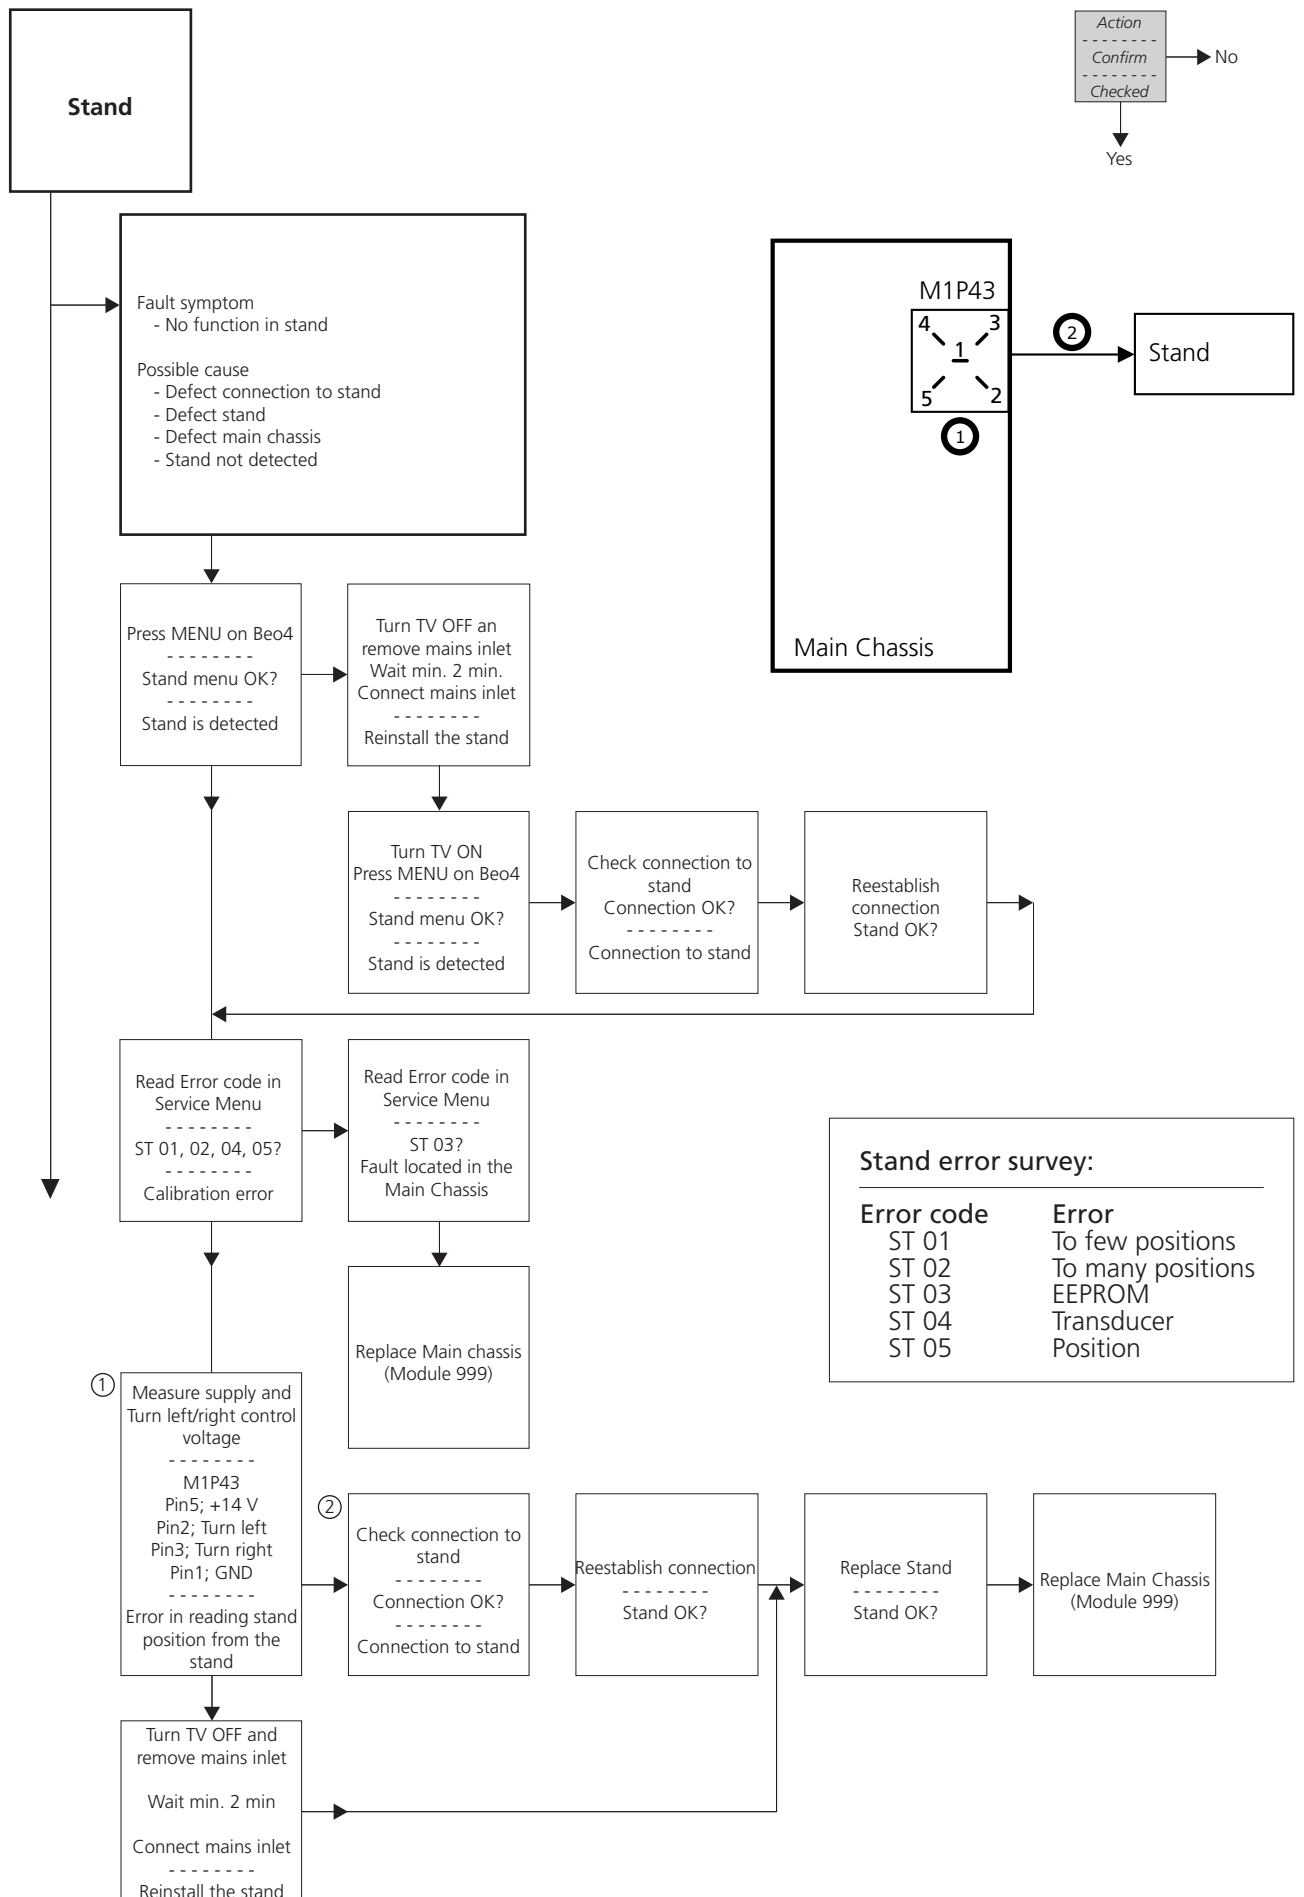 Stand
Action
- - - - - - - -
Confirm
- - - - - - - -
Checked
No
Yes
Fault symptom
- No function in stand
Possible cause
- Defect connection to stand
- Defect stand
- Defect main chassis
- Stand not detected
M1P43
4 3
1
5 2
1
2
Stand
Main Chassis
Press MENU on Beo4
- - - - - - - -
Stand menu OK?
- - - - - - - -
Stand is detected
Turn TV OFF an
remove mains inlet
Wait min. 2 min.
Connect mains inlet
- - - - - - - -
Reinstall the stand
Turn TV ON
Press MENU on Beo4
- - - - - - - -
Stand menu OK?
- - - - - - - -
Stand is detected
Check connection to
stand
Connection OK?
- - - - - - - -
Connection to stand
Reestablish
connection
Stand OK?
Read Error code in
Service Menu
- - - - - - - -
ST 01, 02, 04, 05?
- - - - - - - -
Calibration error
Read Error code in
Service Menu
- - - - - - - -
ST 03?
Fault located in the
Main Chassis
Replace Main chassis
(Module 999)
Stand error survey:
Error code Error
ST 01 To few positions
ST 02 To many positions
ST 03 EEPROM
ST 04 Transducer
ST 05 Position
1
Measure supply and
Turn left/right control
voltage
- - - - - - - -
M1P43
Pin5; +14 V
Pin2; Turn left
Pin3; Turn right
Pin1; GND
- - - - - - - -
Error in reading stand
position from the
stand
2
Check connection to
stand
- - - - - - - -
Connection OK?
- - - - - - - -
Connection to stand
Reestablish connection
- - - - - - - -
Stand OK?
Replace Stand
- - - - - - - -
Stand OK?
Replace Main Chassis
(Module 999)
Turn TV OFF and
remove mains inlet
Wait min. 2 min
Connect mains inlet
- - - - - - - -
Reinstall the stand